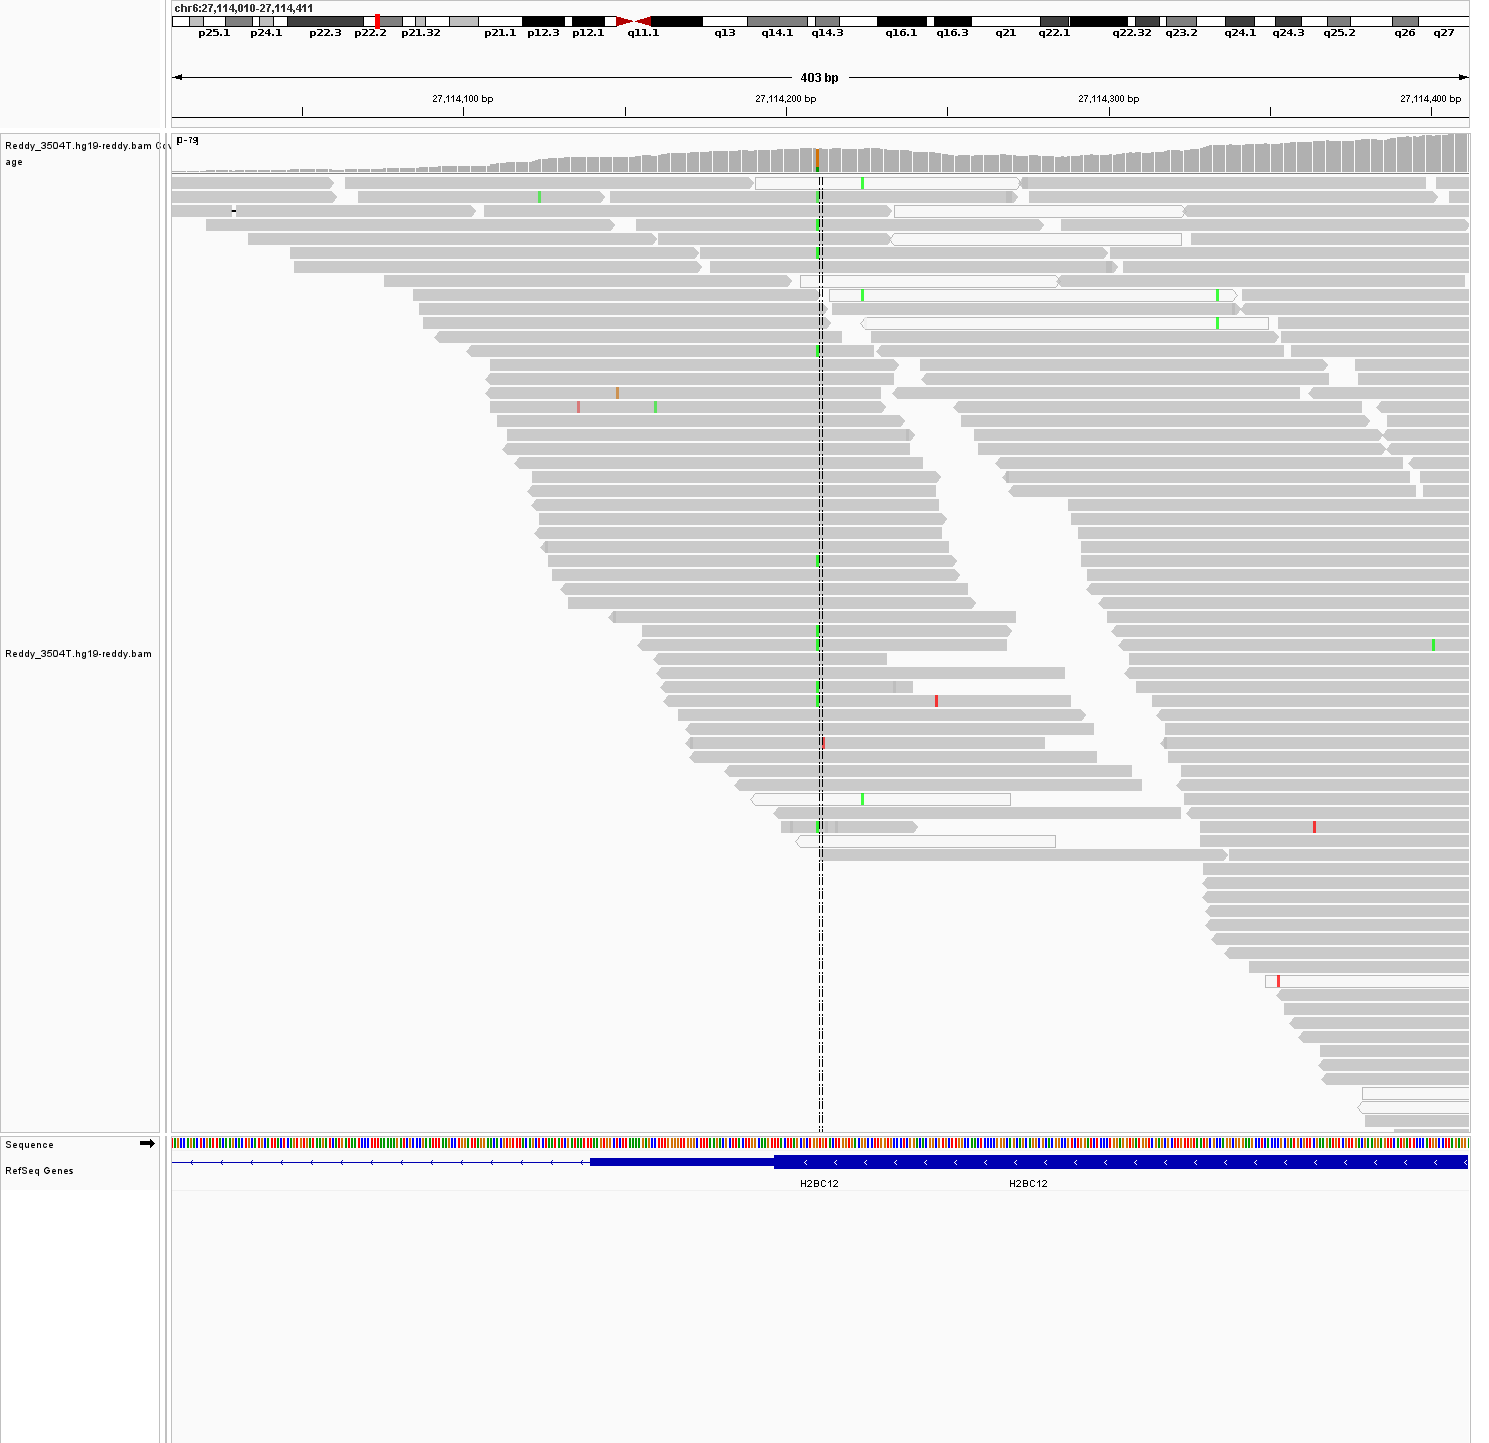 chr6:27,114,010-27,114,411
p25.1 p24.1 p22.3 p22.2 p21.32 p21.1 p12.3 p12.1 q11.1 q13 q14.1 q14.3 q16.1 q16.3 q21 q22.1 q22.32 q23.2 q24.1 q24.3 q25.2 q26 q27
403 bp
27,114,100 bp 27,114,200 bp 27,114,300 bp 27,114,400 bp
[0-79]
Reddy_3504T.hg19-reddy.bam Cov
age
Reddy_3504T.hg19-reddy.bam
Sequence
RefSeq Genes
H2BC12 H2BC12